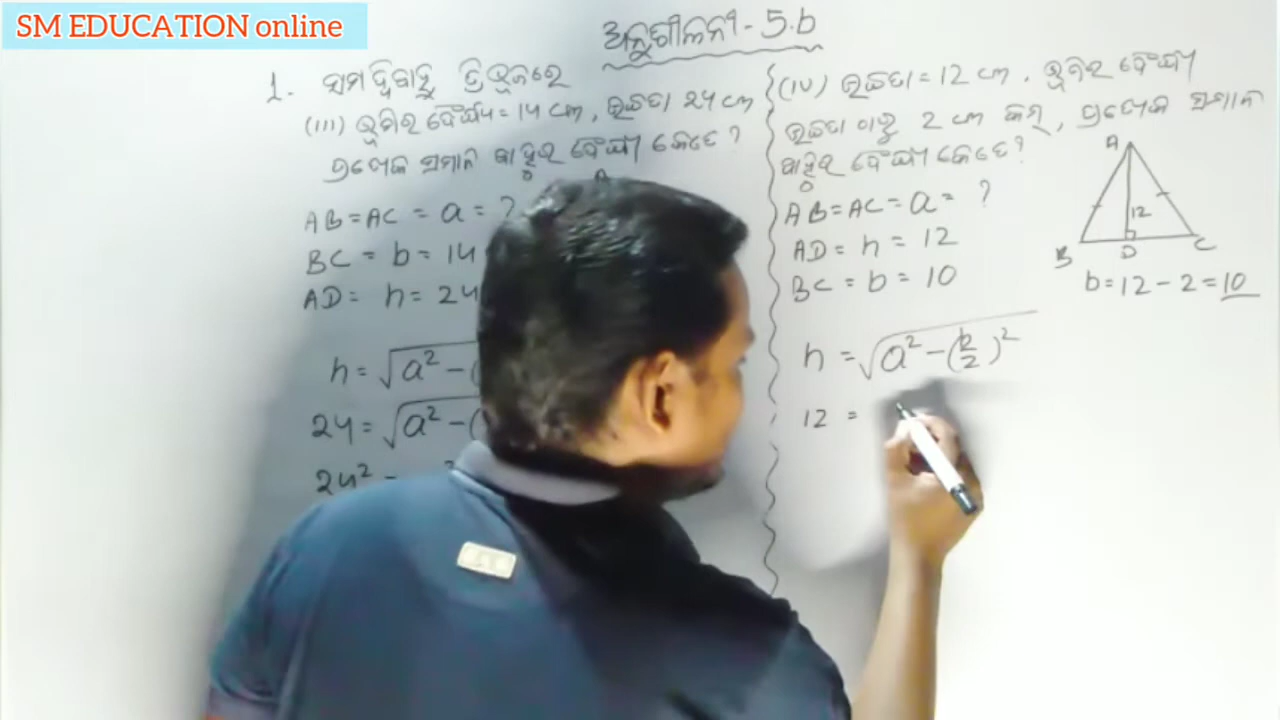 SM EDUCATION online
ଅନୁଶୀଳନୀ - 5.b
1. ସମଦ୍ୱିବାହୁ ତ୍ରିଭୁଜରେ
(iii) ଭୂମିର ଦୈର୍ଘ୍ୟ = 14 cm, ଉଚ୍ଚତା 24 cm
ପ୍ରତ୍ୟେକ ସମାନ ବାହୁର ଦୈର୍ଘ୍ୟ କେତେ ?
AB = AC = a = ?
BC = b = 14
AD = h = 24
h = √a² - (
24 = √a² - (
24²
(iv) ଉଚ୍ଚତା = 12 cm, ଭୂମିର ଦୈର୍ଘ୍ୟ
ଉଚ୍ଚତା ଠାରୁ 2 cm କମ୍, ପ୍ରତ୍ୟେକ ସମାନ
ବାହୁର ଦୈର୍ଘ୍ୟ କେତେ ?
A
12
B D C
b = 12 - 2 = 10
AB = AC = a = ?
AD = h = 12
BC = b = 10
h = √a² - (b/2)²
12 =